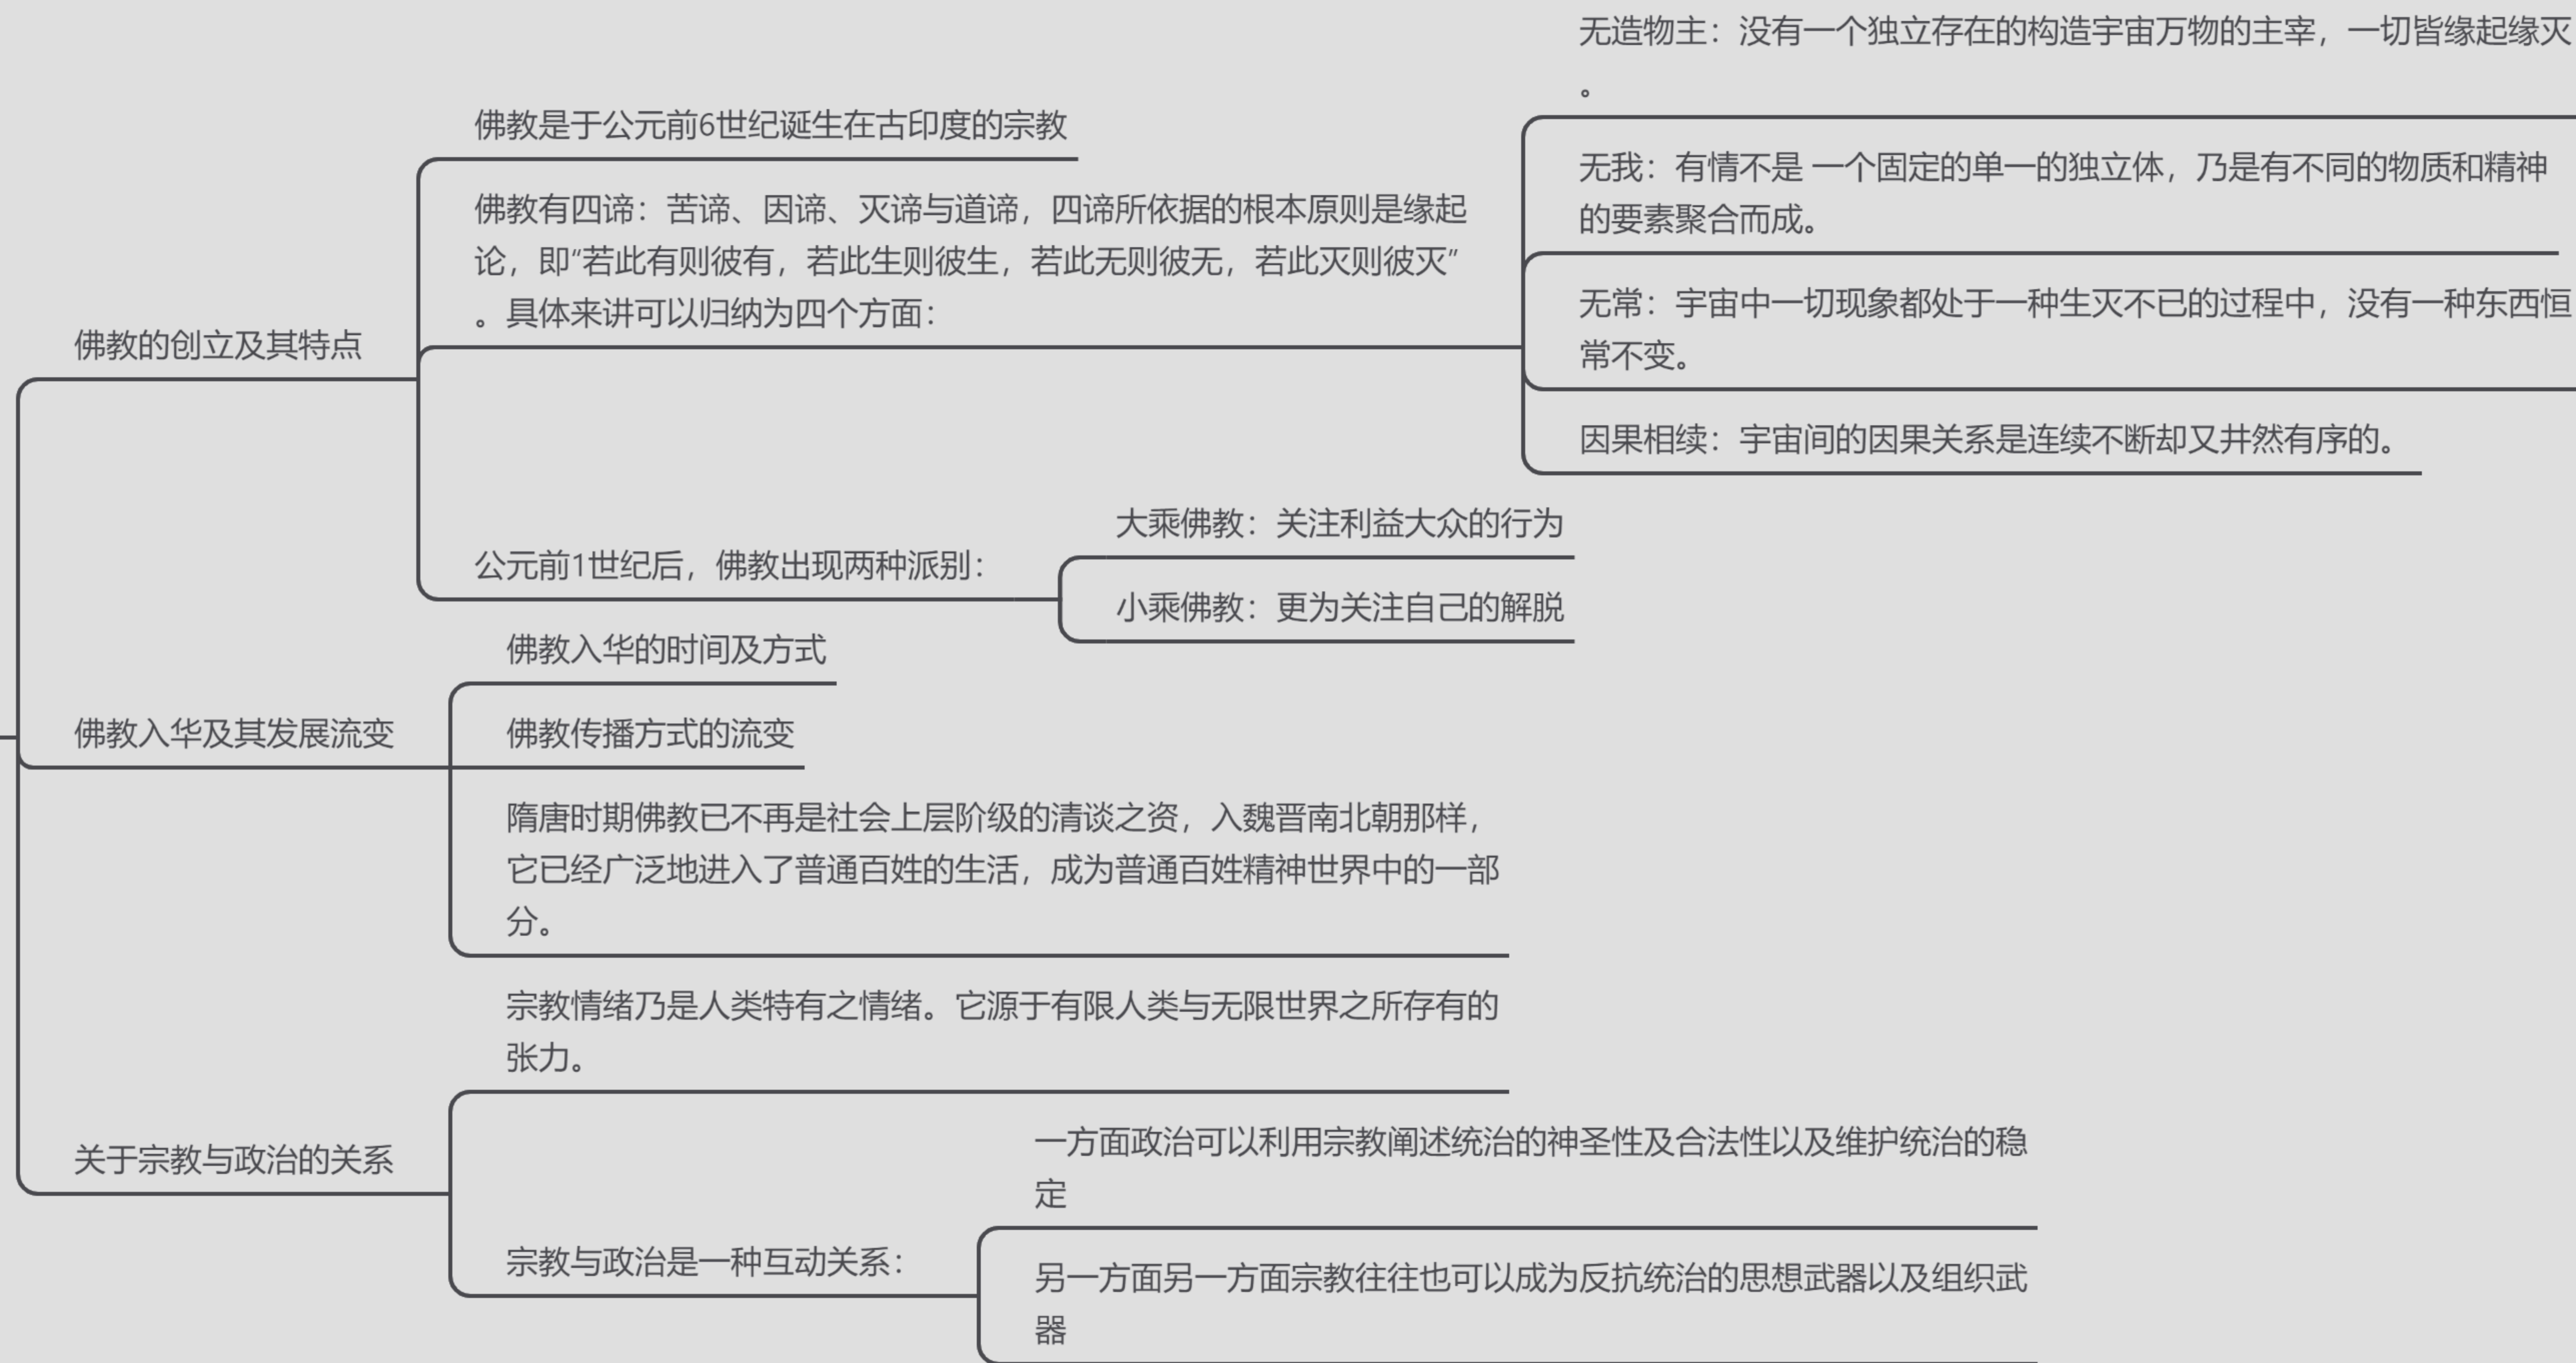 佛教的创立及其特点
佛教是于公元前6世纪诞生在古印度的宗教
佛教有四谛：苦谛、因谛、灭谛与道谛，四谛所依据的根本原则是缘起
论，即“若此有则彼有，若此生则彼生，若此无则彼无，若此灭则彼灭”
。具体来讲可以归纳为四个方面：
无造物主：没有一个独立存在的构造宇宙万物的主宰，一切皆缘起缘灭
。
无我：有情不是 一个固定的单一的独立体，乃是有不同的物质和精神
的要素聚合而成。
无常：宇宙中一切现象都处于一种生灭不已的过程中，没有一种东西恒
常不变。
因果相续：宇宙间的因果关系是连续不断却又井然有序的。
公元前1世纪后，佛教出现两种派别：
大乘佛教：关注利益大众的行为
小乘佛教：更为关注自己的解脱
佛教入华及其发展流变
佛教入华的时间及方式
佛教传播方式的流变
隋唐时期佛教已不再是社会上层阶级的清谈之资，入魏晋南北朝那样，
它已经广泛地进入了普通百姓的生活，成为普通百姓精神世界中的一部
分。
关于宗教与政治的关系
宗教情绪乃是人类特有之情绪。它源于有限人类与无限世界之所存有的
张力。
宗教与政治是一种互动关系：
一方面政治可以利用宗教阐述统治的神圣性及合法性以及维护统治的稳
定
另一方面另一方面宗教往往也可以成为反抗统治的思想武器以及组织武
器